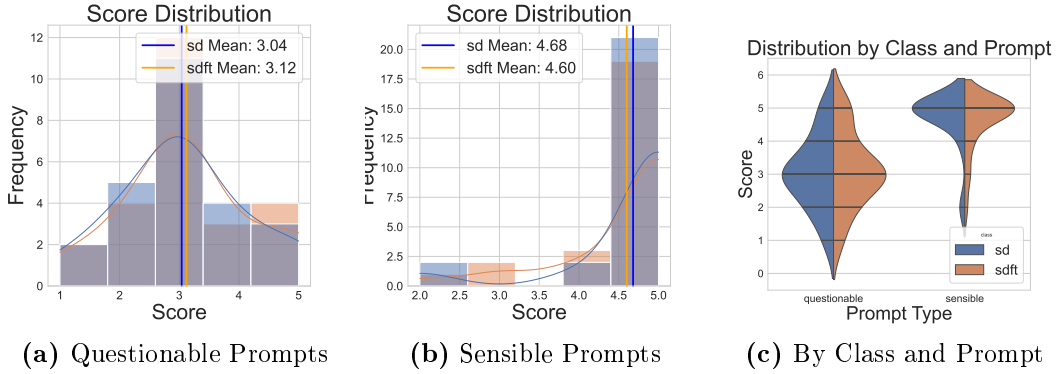 Score Distribution
sd Mean: 3.04
sdft Mean: 3.12
Frequency
12
10
8
6
4
2
0
1
2
3
4
5
Score
(a) Questionable Prompts
Score Distribution
sd Mean: 4.68
sdft Mean: 4.60
Frequency
20.0
17.5
15.0
12.5
10.0
7.5
5.0
2.5
0.0
2.0
2.5
3.0
3.5
4.0
4.5
5.0
Score
(b) Sensible Prompts
Distribution by Class and Prompt
Score
6
5
4
3
2
1
0
class
sd
sdft
questionable
sensible
Prompt Type
(c) By Class and Prompt